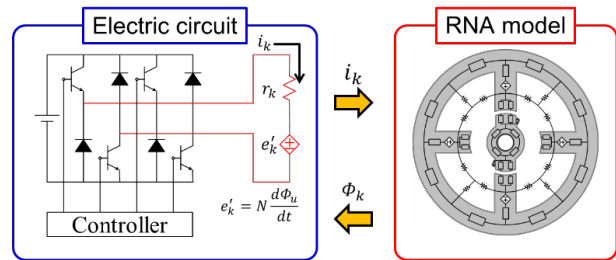 Electric circuit
RNA model
i_k
r_k
e'_k
e'_k = N dΦ_u/dt
Controller
i_k
Φ_k